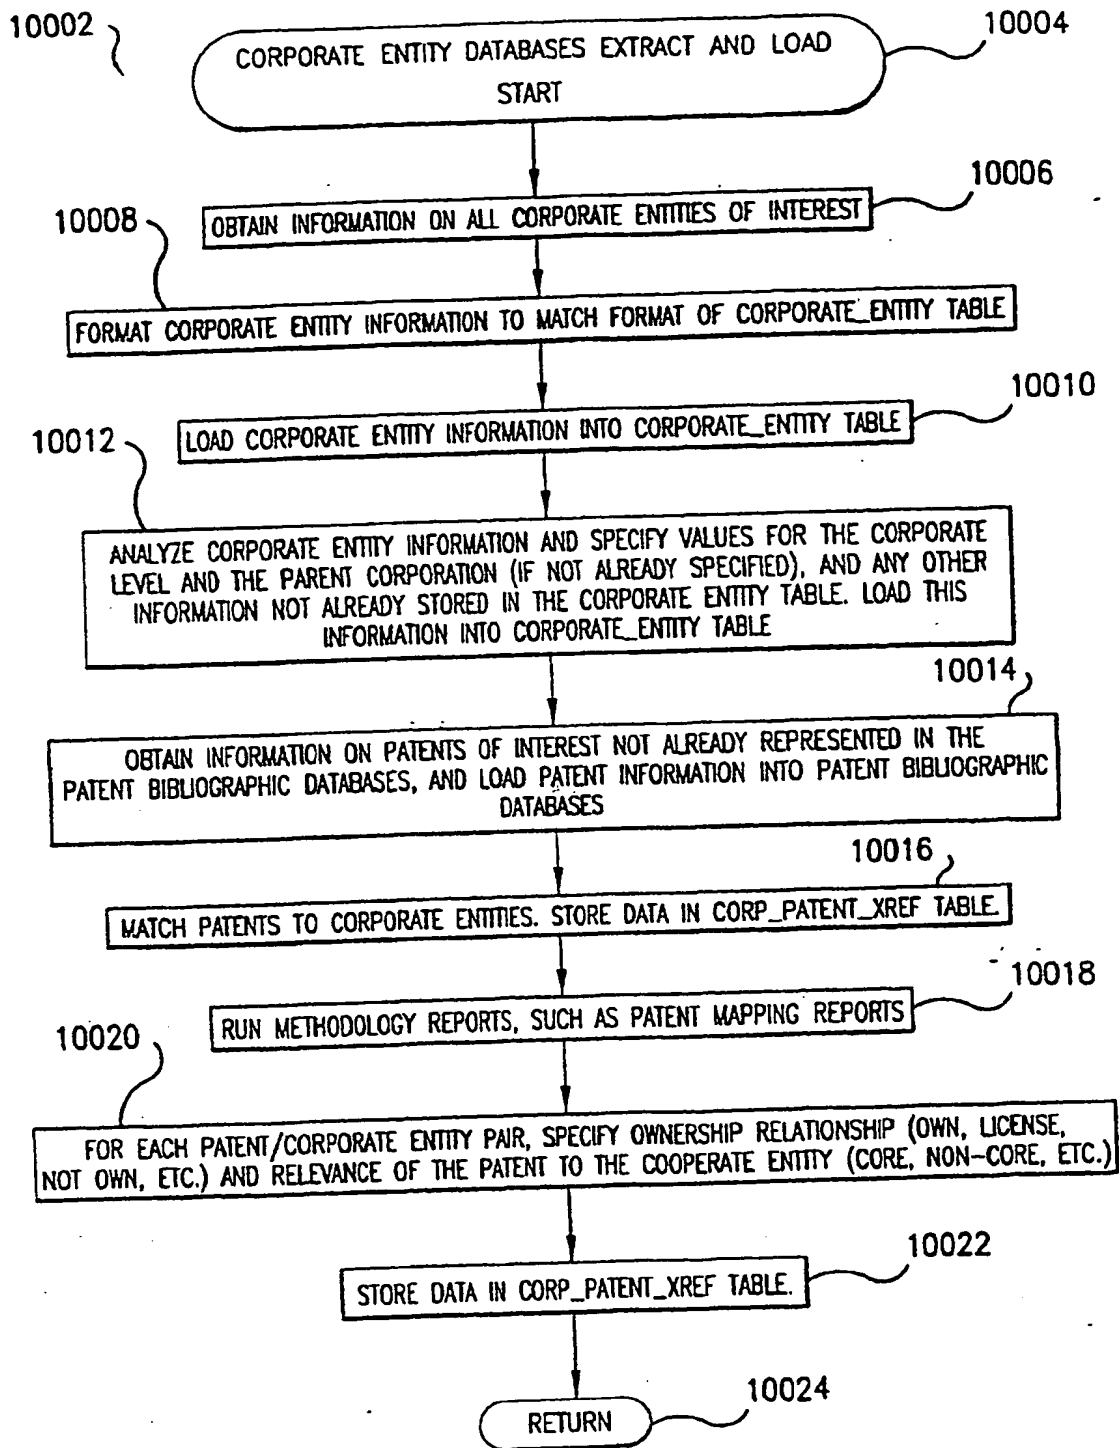 10002
10004
CORPORATE ENTITY DATABASES EXTRACT AND LOAD
START
10006
OBTAIN INFORMATION ON ALL CORPORATE ENTITIES OF INTEREST
10008
FORMAT CORPORATE ENTITY INFORMATION TO MATCH FORMAT OF CORPORATE_ENTITY TABLE
10010
LOAD CORPORATE ENTITY INFORMATION INTO CORPORATE_ENTITY TABLE
10012
ANALYZE CORPORATE ENTITY INFORMATION AND SPECIFY VALUES FOR THE CORPORATE
LEVEL AND THE PARENT CORPORATION (IF NOT ALREADY SPECIFIED), AND ANY OTHER
INFORMATION NOT ALREADY STORED IN THE CORPORATE ENTITY TABLE. LOAD THIS
INFORMATION INTO CORPORATE_ENTITY TABLE
10014
OBTAIN INFORMATION ON PATENTS OF INTEREST NOT ALREADY REPRESENTED IN THE
PATENT BIBLIOGRAPHIC DATABASES, AND LOAD PATENT INFORMATION INTO PATENT BIBLIOGRAPHIC
DATABASES
10016
MATCH PATENTS TO CORPORATE ENTITIES. STORE DATA IN CORP_PATENT_XREF TABLE.
10018
RUN METHODOLOGY REPORTS, SUCH AS PATENT MAPPING REPORTS
10020
FOR EACH PATENT/CORPORATE ENTITY PAIR, SPECIFY OWNERSHIP RELATIONSHIP (OWN, LICENSE,
NOT OWN, ETC.) AND RELEVANCE OF THE PATENT TO THE COOPERATE ENTITY (CORE, NON-CORE, ETC.)
10022
STORE DATA IN CORP_PATENT_XREF TABLE.
10024
RETURN